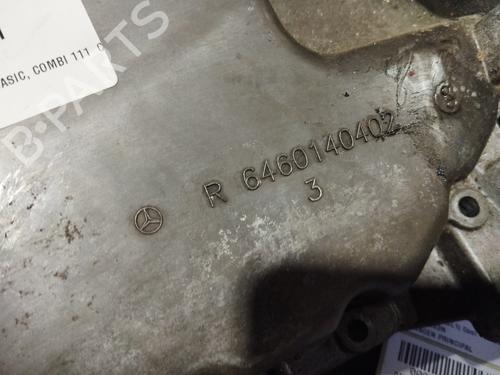 ASIC, COMBI 111 C
B-PARTS
R 6460140402
3